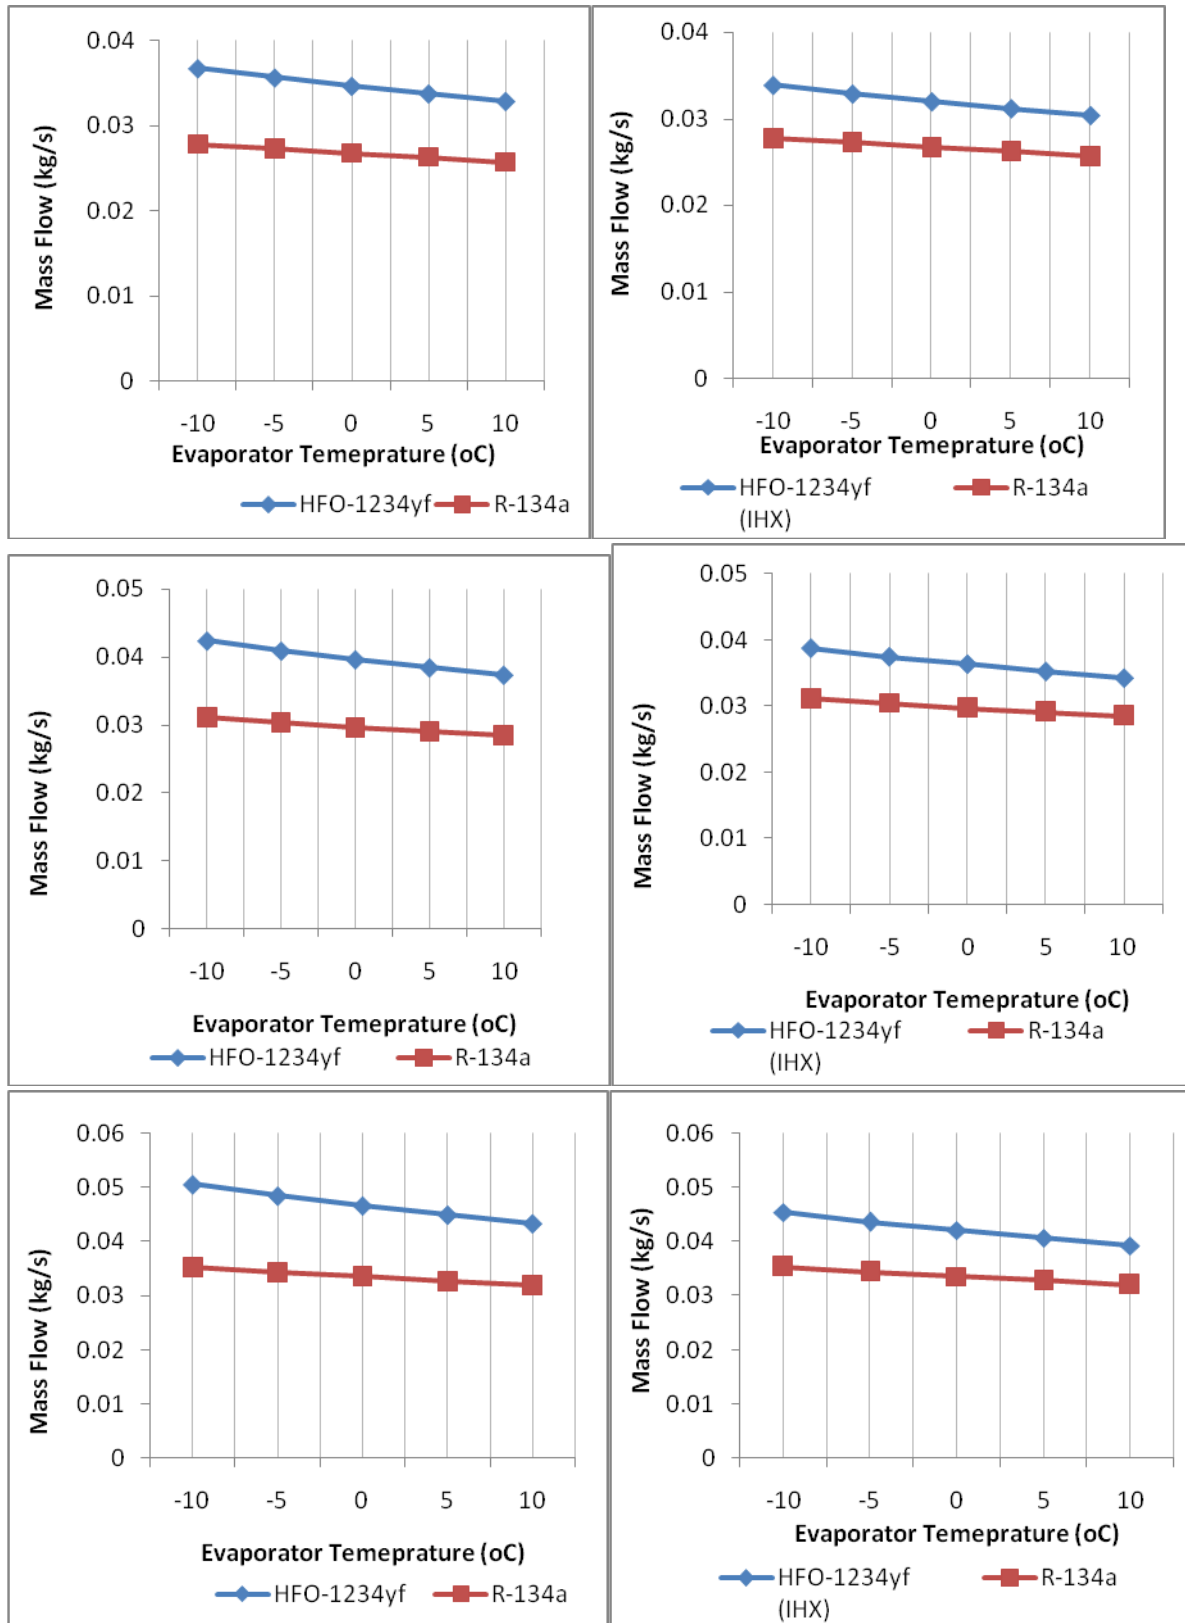 0.04
0.03
0.02
0.01
0
Mass Flow (kg/s)
-10 -5 0 5 10
Evaporator Temeprature (oC)
HFO-1234yf R-134a
0.04
0.03
0.02
0.01
0
Mass Flow (kg/s)
-10 -5 0 5 10
Evaporator Temeprature (oC)
HFO-1234yf R-134a
(IHX)
0.05
0.04
0.03
0.02
0.01
0
Mass Flow (kg/s)
-10 -5 0 5 10
Evaporator Temeprature (oC)
HFO-1234yf R-134a
0.05
0.04
0.03
0.02
0.01
0
Mass Flow (kg/s)
-10 -5 0 5 10
Evaporator Temeprature (oC)
HFO-1234yf R-134a
(IHX)
0.06
0.05
0.04
0.03
0.02
0.01
0
Mass Flow (kg/s)
-10 -5 0 5 10
Evaporator Temeprature (oC)
HFO-1234yf R-134a
0.06
0.05
0.04
0.03
0.02
0.01
0
Mass Flow (kg/s)
-10 -5 0 5 10
Evaporator Temeprature (oC)
HFO-1234yf R-134a
(IHX)